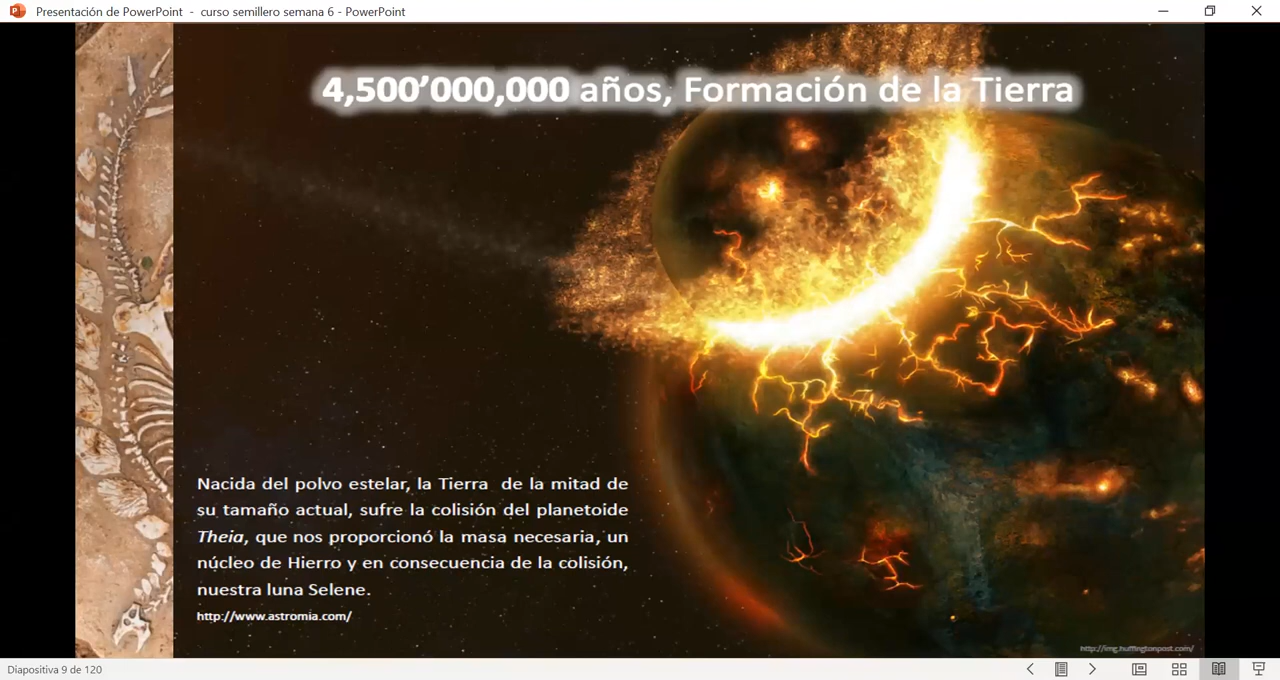 Presentación de PowerPoint - curso semillero semana 6 - PowerPoint
4,500’000,000 años, Formación de la Tierra
Nacida del polvo estelar, la Tierra de la mitad de
su tamaño actual, sufre la colisión del planetoide
Theia, que nos proporcionó la masa necesaria, un
núcleo de Hierro y en consecuencia de la colisión,
nuestra luna Selene.
http://www.astromia.com/
http://img.huffingtonpost.com/
Diapositiva 9 de 120